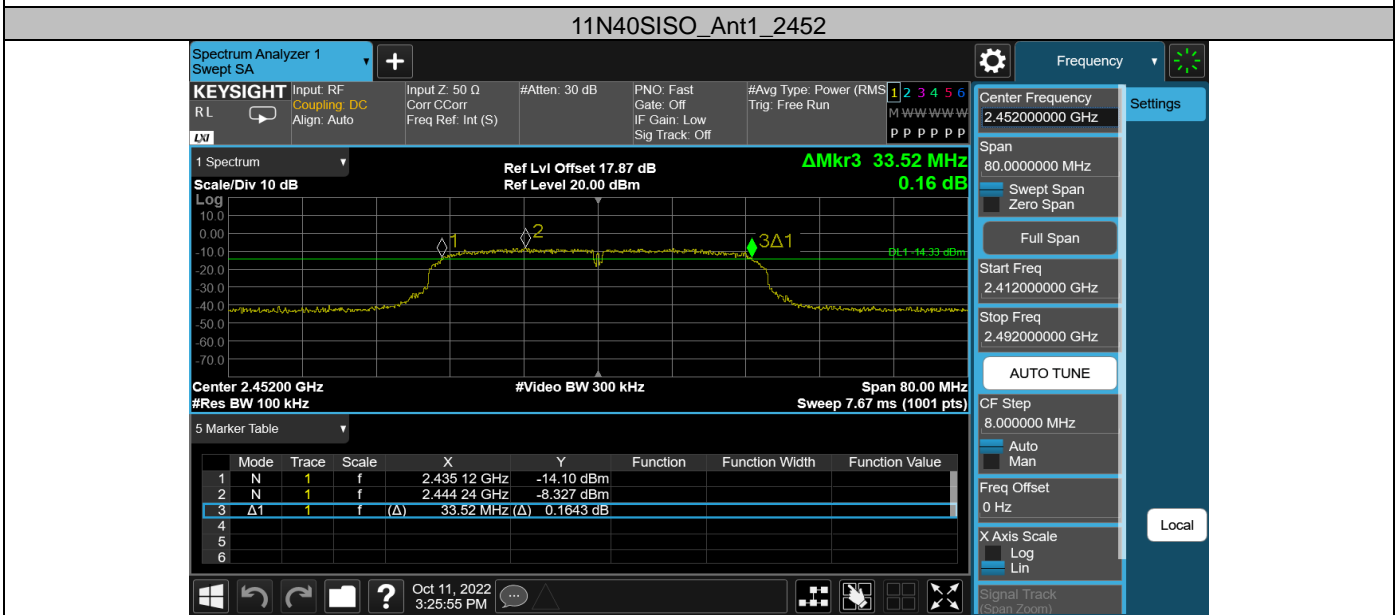 11N40SISO_Ant1_2452
Spectrum Analyzer 1
Swept SA
Frequency
KEYSIGHT Input: RF Input Z: 50 Ω #Atten: 30 dB PNO: Fast #Avg Type: Power (RMS 1 2 3 4 5 6
RL Coupling: DC Corr CCorr Gate: Off Trig: Free Run M W W W W W
Align: Auto Freq Ref: Int (S) IF Gain: Low
LXI Sig Track: Off P P P P P P
Center Frequency
2.452000000 GHz
Settings
Span
80.0000000 MHz
Swept Span
Zero Span
Full Span
Start Freq
2.412000000 GHz
Stop Freq
2.492000000 GHz
AUTO TUNE
CF Step
8.000000 MHz
Auto
Man
Freq Offset
0 Hz
X Axis Scale
Log
Lin
Signal Track
(Span Zoom)
Local
1 Spectrum
Ref Lvl Offset 17.87 dB
ΔMkr3 33.52 MHz
Scale/Div 10 dB
Ref Level 20.00 dBm
0.16 dB
Log
10.0
0.00
-10.0
-20.0
-30.0
-40.0
-50.0
-60.0
-70.0
1
2
3Δ1
DL1 -14.33 dBm
Center 2.45200 GHz #Video BW 300 kHz Span 80.00 MHz
#Res BW 100 kHz Sweep 7.67 ms (1001 pts)
5 Marker Table
Mode Trace Scale X Y Function Function Width Function Value
1 N 1 f 2.435 12 GHz -14.10 dBm
2 N 1 f 2.444 24 GHz -8.327 dBm
3 Δ1 1 f (Δ) 33.52 MHz (Δ) 0.1643 dB
4
5
6
Oct 11, 2022
3:25:55 PM